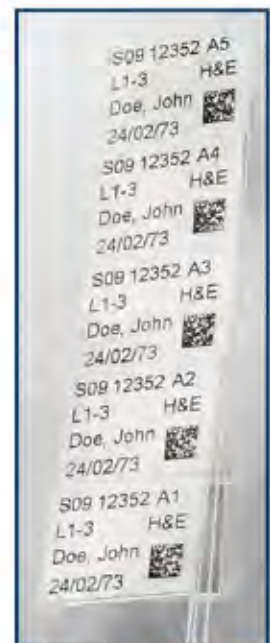 S09 12352 A5
L1-3 H&E
Doe, John
24/02/73
S09 12352 A4
L1-3 H&E
Doe, John
24/02/73
S09 12352 A3
L1-3 H&E
Doe, John
24/02/73
S09 12352 A2
L1-3 H&E
Doe, John
24/02/73
S09 12352 A1
L1-3 H&E
Doe, John
24/02/73